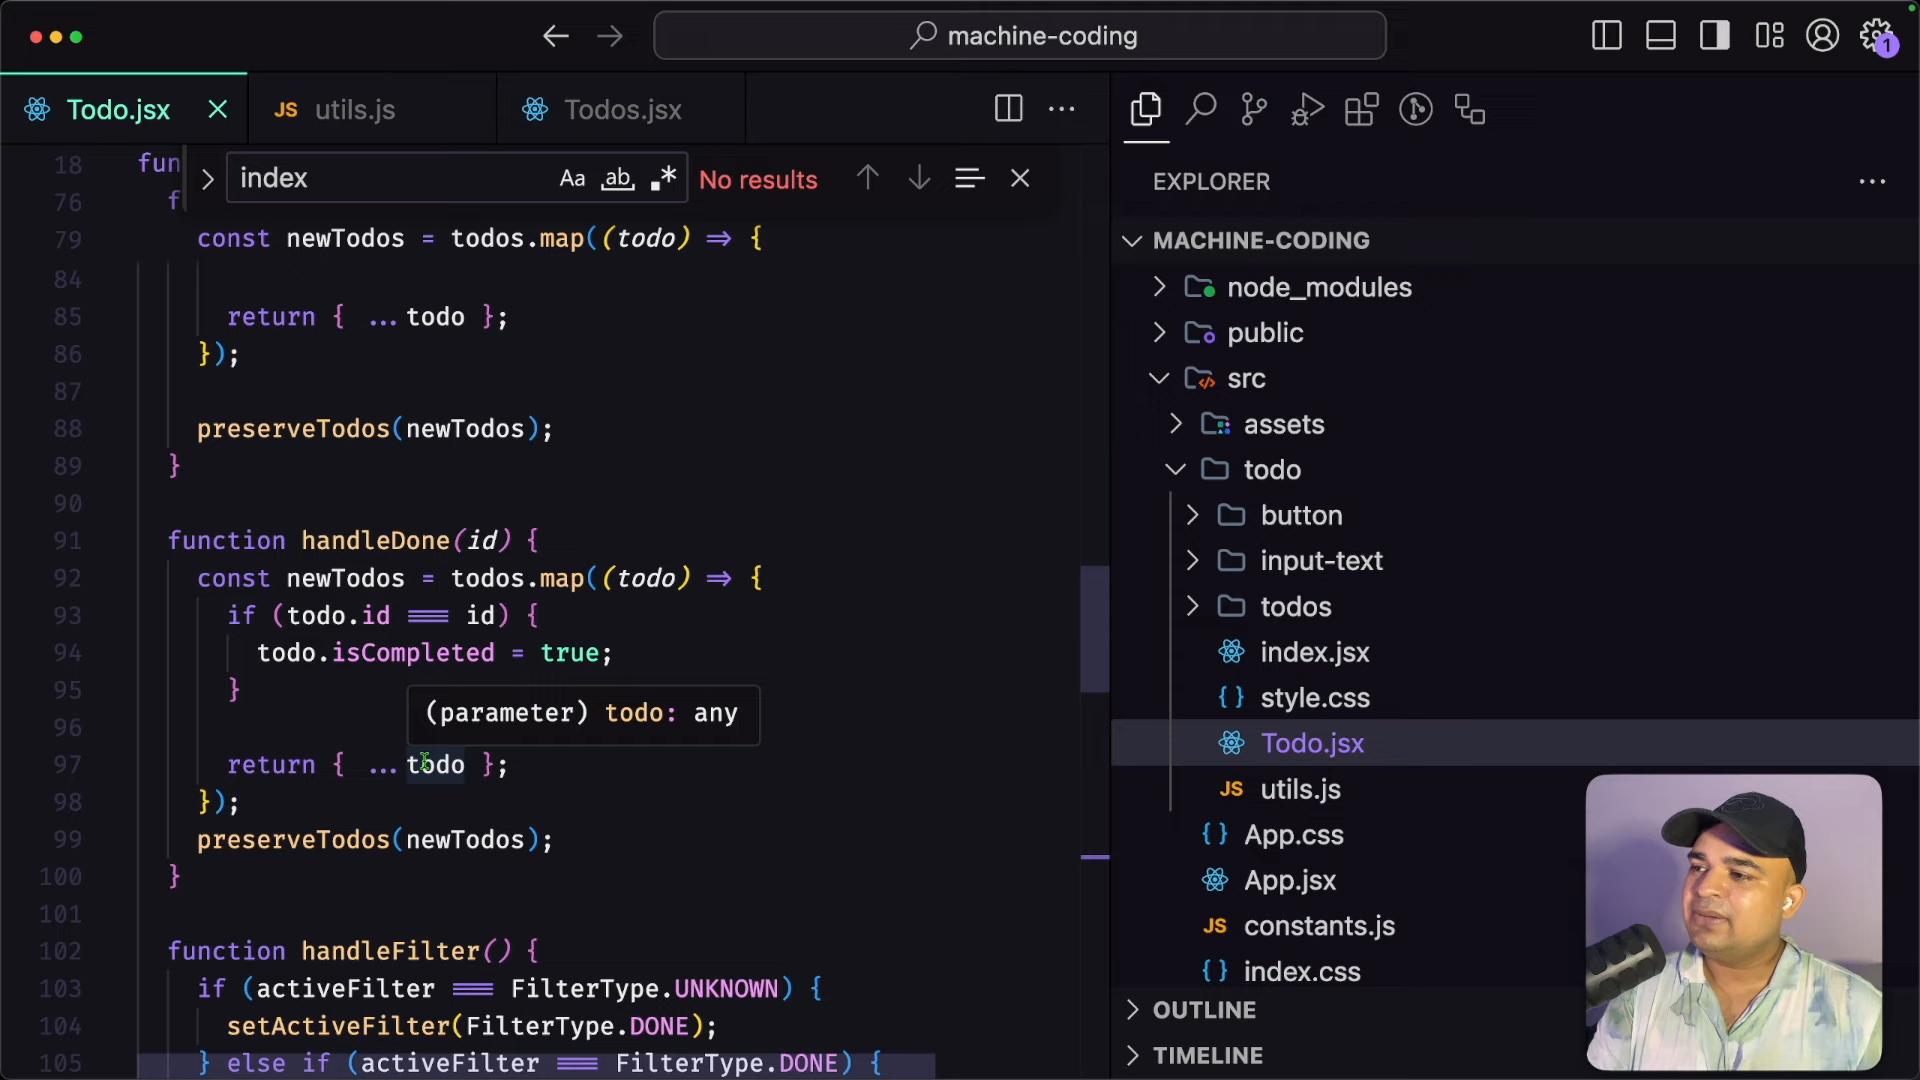 machine-coding
1
Todo.jsx
JS utils.js
Todos.jsx
18 fun
index
Aa ab .*
No results
76 f
79 const newTodos = todos.map((todo) => {
84
85 return { ...todo };
86 });
87
88 preserveTodos(newTodos);
89 }
90
91 function handleDone(id) {
92 const newTodos = todos.map((todo) => {
93 if (todo.id === id) {
94 todo.isCompleted = true;
95 }
(parameter) todo: any
96
97 return { ...todo };
98 });
99 preserveTodos(newTodos);
100 }
101
102 function handleFilter() {
103 if (activeFilter === FilterType.UNKNOWN) {
104 setActiveFilter(FilterType.DONE);
105 } else if (activeFilter === FilterType.DONE) {
EXPLORER
MACHINE-CODING
node_modules
public
src
assets
todo
button
input-text
todos
index.jsx
{} style.css
Todo.jsx
JS utils.js
{} App.css
App.jsx
JS constants.js
{} index.css
OUTLINE
TIMELINE